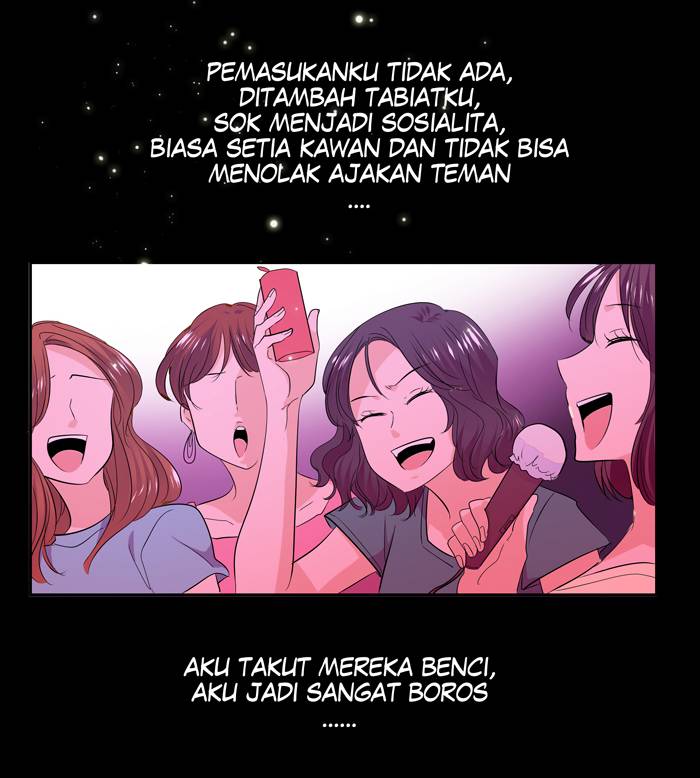 PEMASUKANKU TIDAK ADA,
DITAMBAH TABIATKU,
SOK MENJADI SOSIALITA,
BIASA SETIA KAWAN DAN TIDAK BISA
MENOLAK AJAKAN TEMAN
....
AKU TAKUT MEREKA BENCI,
AKU JADI SANGAT BOROS
......